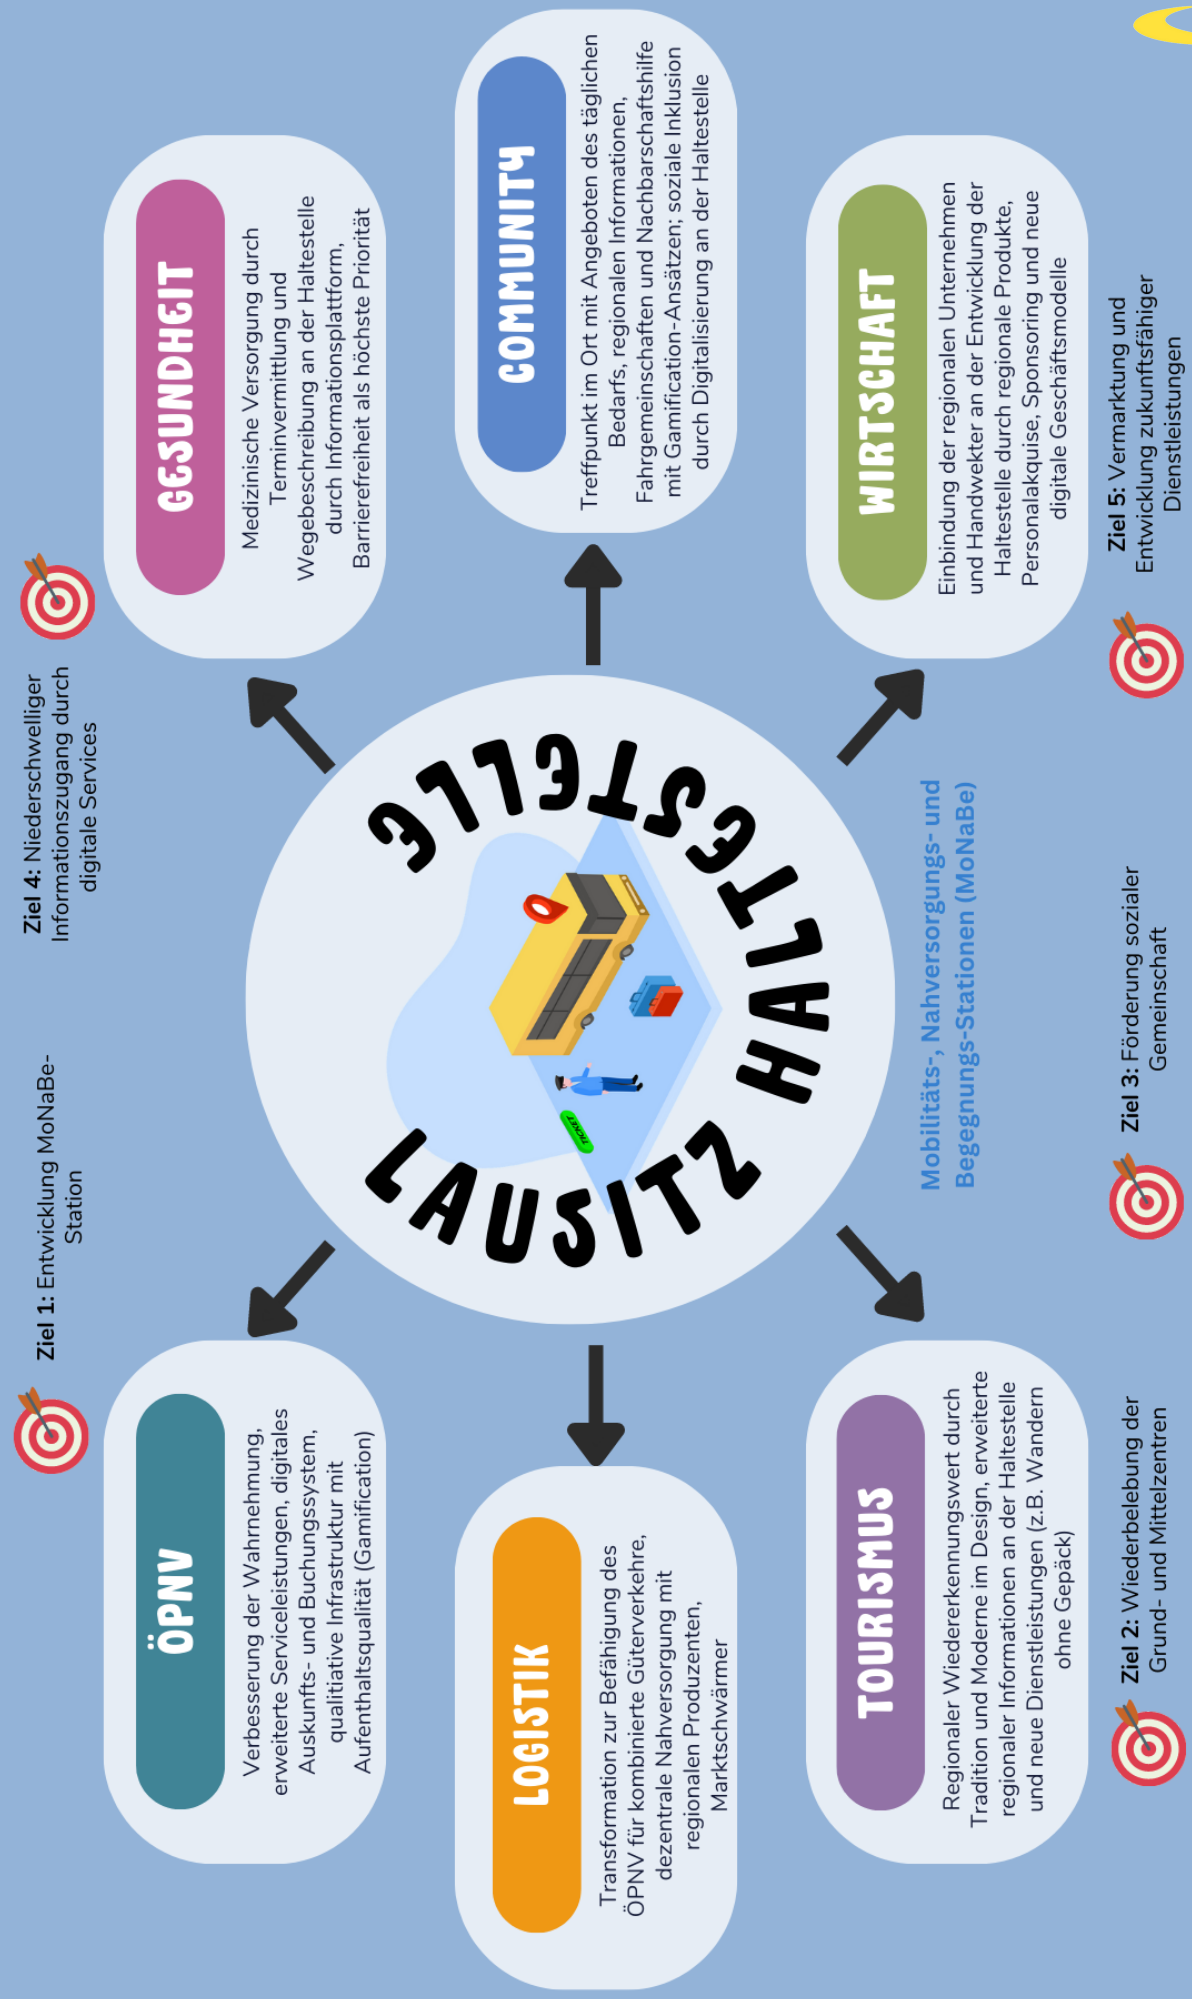 Ziel 1: Entwicklung MoNaBe-
Station
Ziel 4: Niederschwelliger
Informationszugang durch
digitale Services
ÖPNV
Verbesserung der Wahrnehmung,
erweiterte Serviceleistungen, digitales
Auskunfts- und Buchungssystem,
qualitative Infrastruktur mit
Aufenthaltsqualität (Gamification)
GESUNDHEIT
Medizinische Versorgung durch
Terminvermittlung und
Wegebeschreibung an der Haltestelle
durch Informationsplattform,
Barrierefreiheit als höchste Priorität
LOGISTIK
Transformation zur Befähigung des
ÖPNV für kombinierte Güterverkehre,
dezentrale Nahversorgung mit
regionalen Produzenten,
Marktschwärmer
LAUSITZ HALTESTELLE
TICKET
COMMUNITY
Treffpunkt im Ort mit Angeboten des täglichen
Bedarfs, regionalen Informationen,
Fahrgemeinschaften und Nachbarschaftshilfe
mit Gamification-Ansätzen; soziale Inklusion
durch Digitalisierung an der Haltestelle
TOURISMUS
Regionaler Wiedererkennungswert durch
Tradition und Moderne im Design, erweiterte
regionaler Informationen an der Haltestelle
und neue Dienstleistungen (z.B. Wandern
ohne Gepäck)
Mobilitäts-, Nahversorgungs- und
Begegnungs-Stationen (MoNaBe)
WIRTSCHAFT
Einbindung der regionalen Unternehmen
und Handwekter an der Entwicklung der
Haltestelle durch regionale Produkte,
Personalakquise, Sponsoring und neue
digitale Geschäftsmodelle
Ziel 2: Wiederbelebung der
Grund- und Mittelzentren
Ziel 3: Förderung sozialer
Gemeinschaft
Ziel 5: Vermarktung und
Entwicklung zukunftsfähiger
Dienstleistungen